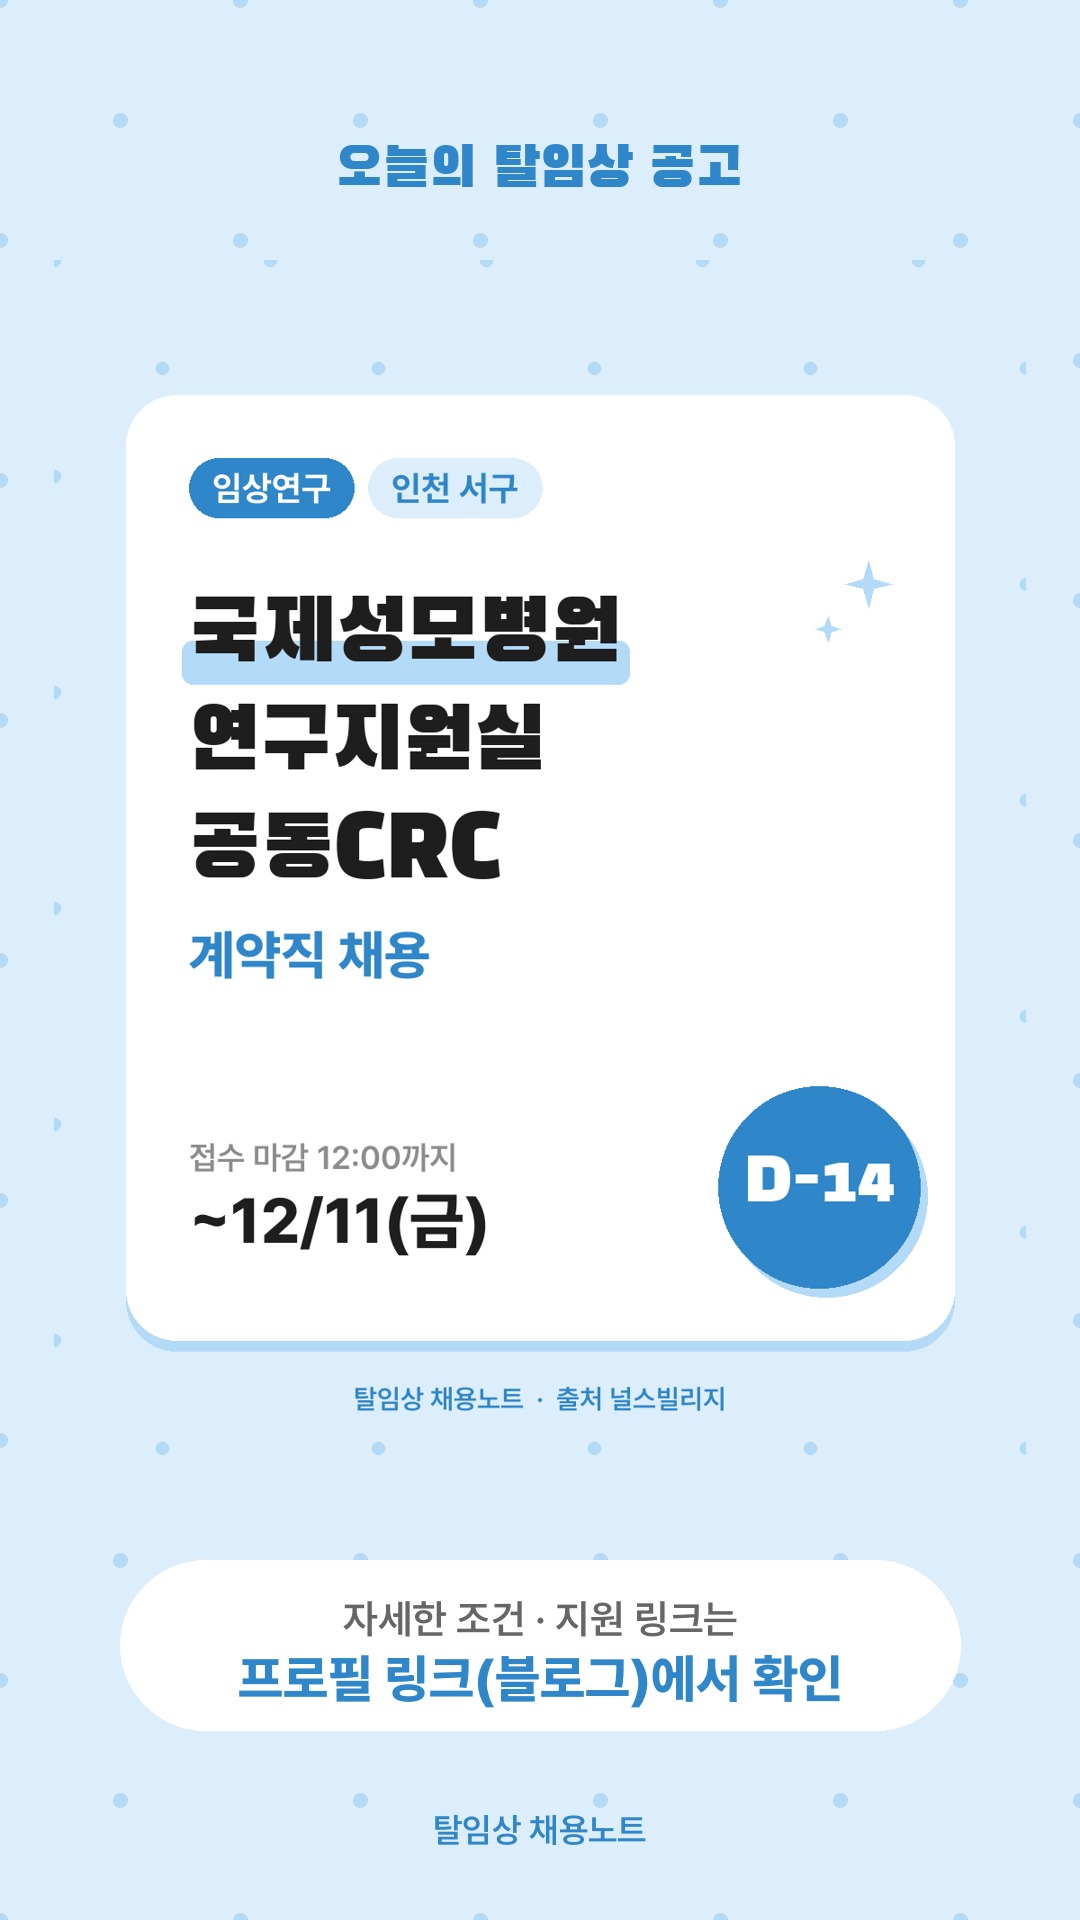 오늘의 탈임상 공고
임상연구 인천 서구
국제성모병원
연구지원실
공동CRC
계약직 채용
접수 마감 12:00까지
~12/11(금)
D-14
탈임상 채용노트 · 출처 널스빌리지
자세한 조건 · 지원 링크는
프로필 링크(블로그)에서 확인
탈임상 채용노트